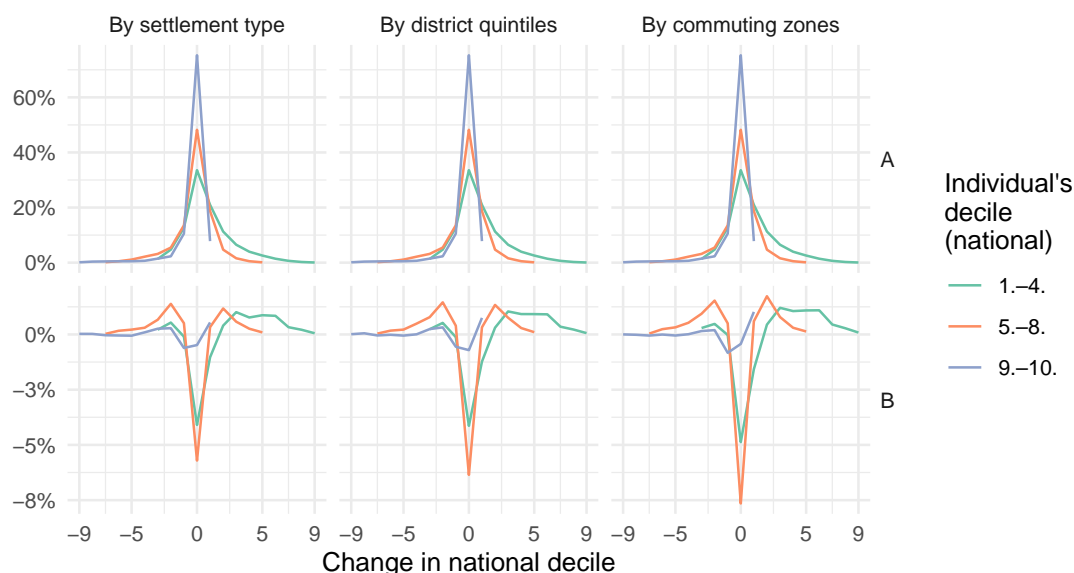 By settlement type
By district quintiles
By commuting zones
60%
40%
20%
0%
A
0%
−3%
−5%
−8%
B
−9 −5 0 5 9
−9 −5 0 5 9
−9 −5 0 5 9
Change in national decile
Individual's
decile
(national)
1.–4.
5.–8.
9.–10.